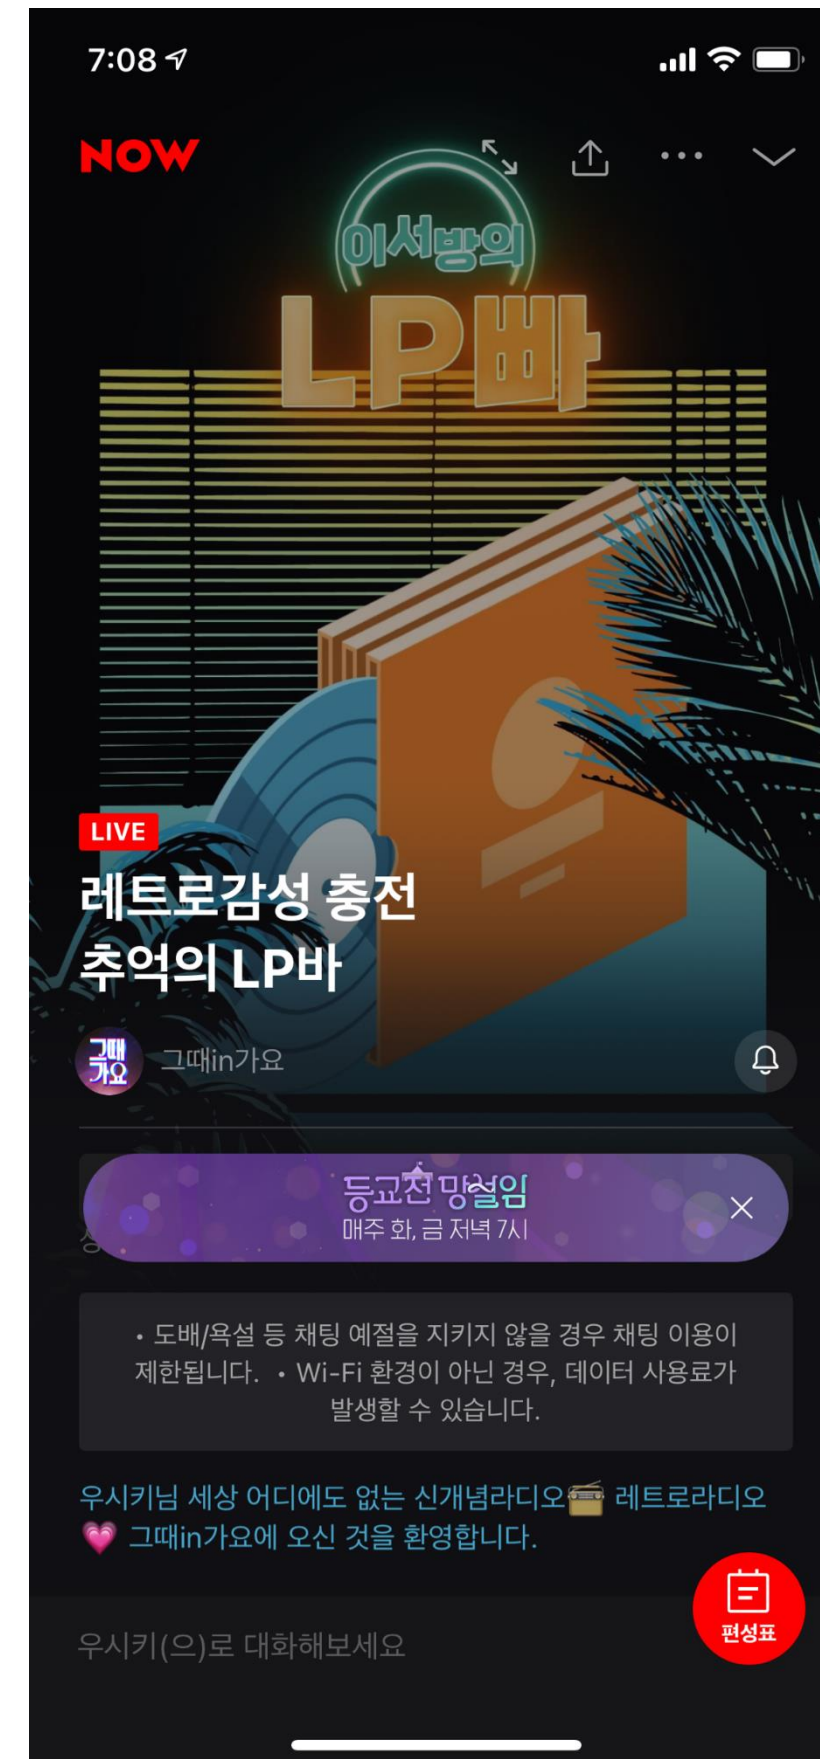 7:08
NOW
이서방의
LP빠
LIVE
레트로감성 충전
추억의 LP바
그때
가요
그때in가요
등교전 망설임
매주 화, 금 저녁 7시
• 도배/욕설 등 채팅 예절을 지키지 않을 경우 채팅 이용이
제한됩니다. • Wi-Fi 환경이 아닌 경우, 데이터 사용료가
발생할 수 있습니다.
우시키님 세상 어디에도 없는 신개념라디오📻 레트로라디오
💗 그때in가요에 오신 것을 환영합니다.
편성표
우시키(으)로 대화해보세요